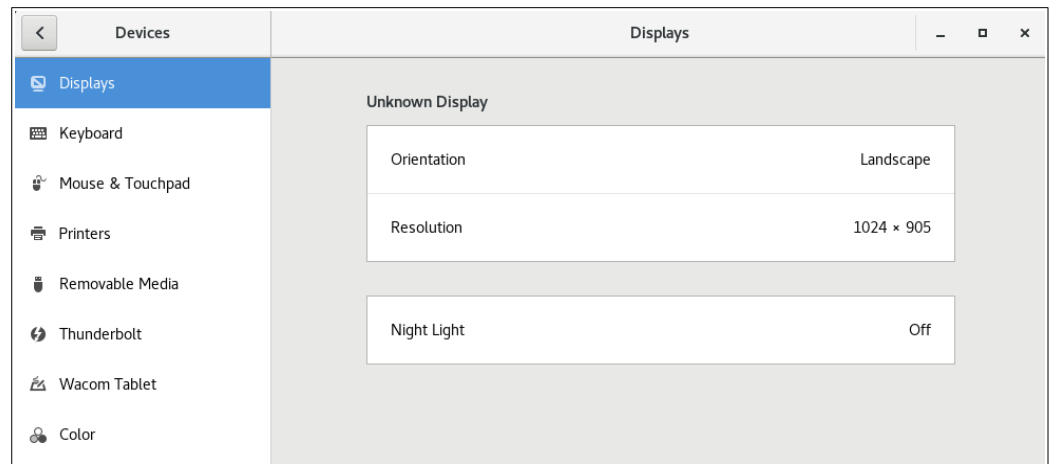 Devices
Displays
Displays
Keyboard
Mouse & Touchpad
Printers
Removable Media
Thunderbolt
Wacom Tablet
Color
Unknown Display
Orientation Landscape
Resolution 1024 × 905
Night Light Off